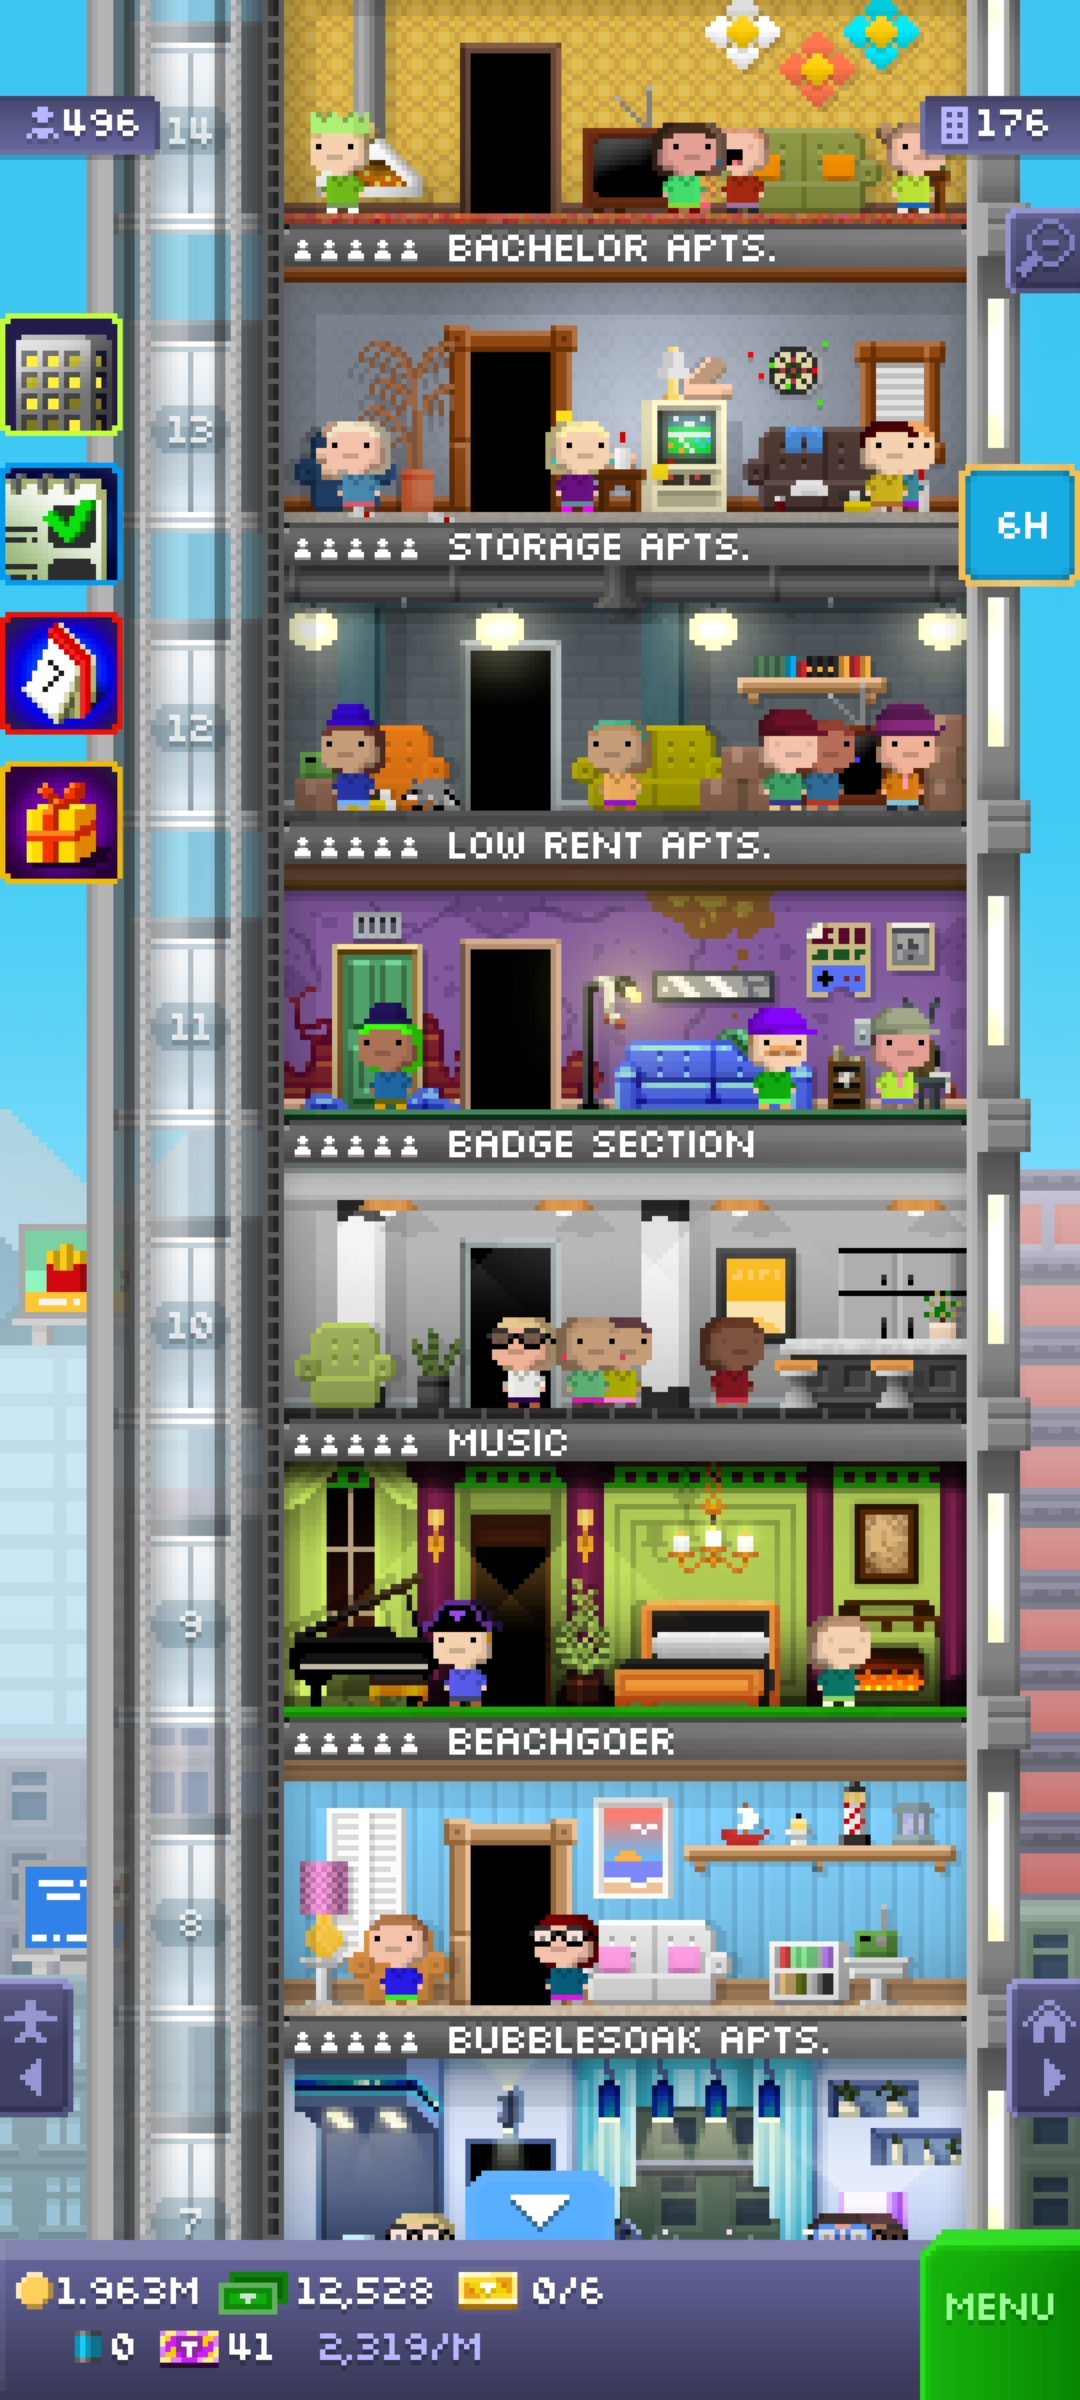 14
496
176
BACHELOR APTS.
13
6H
STORAGE APTS.
7
12
LOW RENT APTS.
11
BADGE SECTION
10
MUSIC
9
BEACHGOER
8
BUBBLESOAK APTS.
7
1.963M 12,528 0/6
0 41 2,319/M
MENU